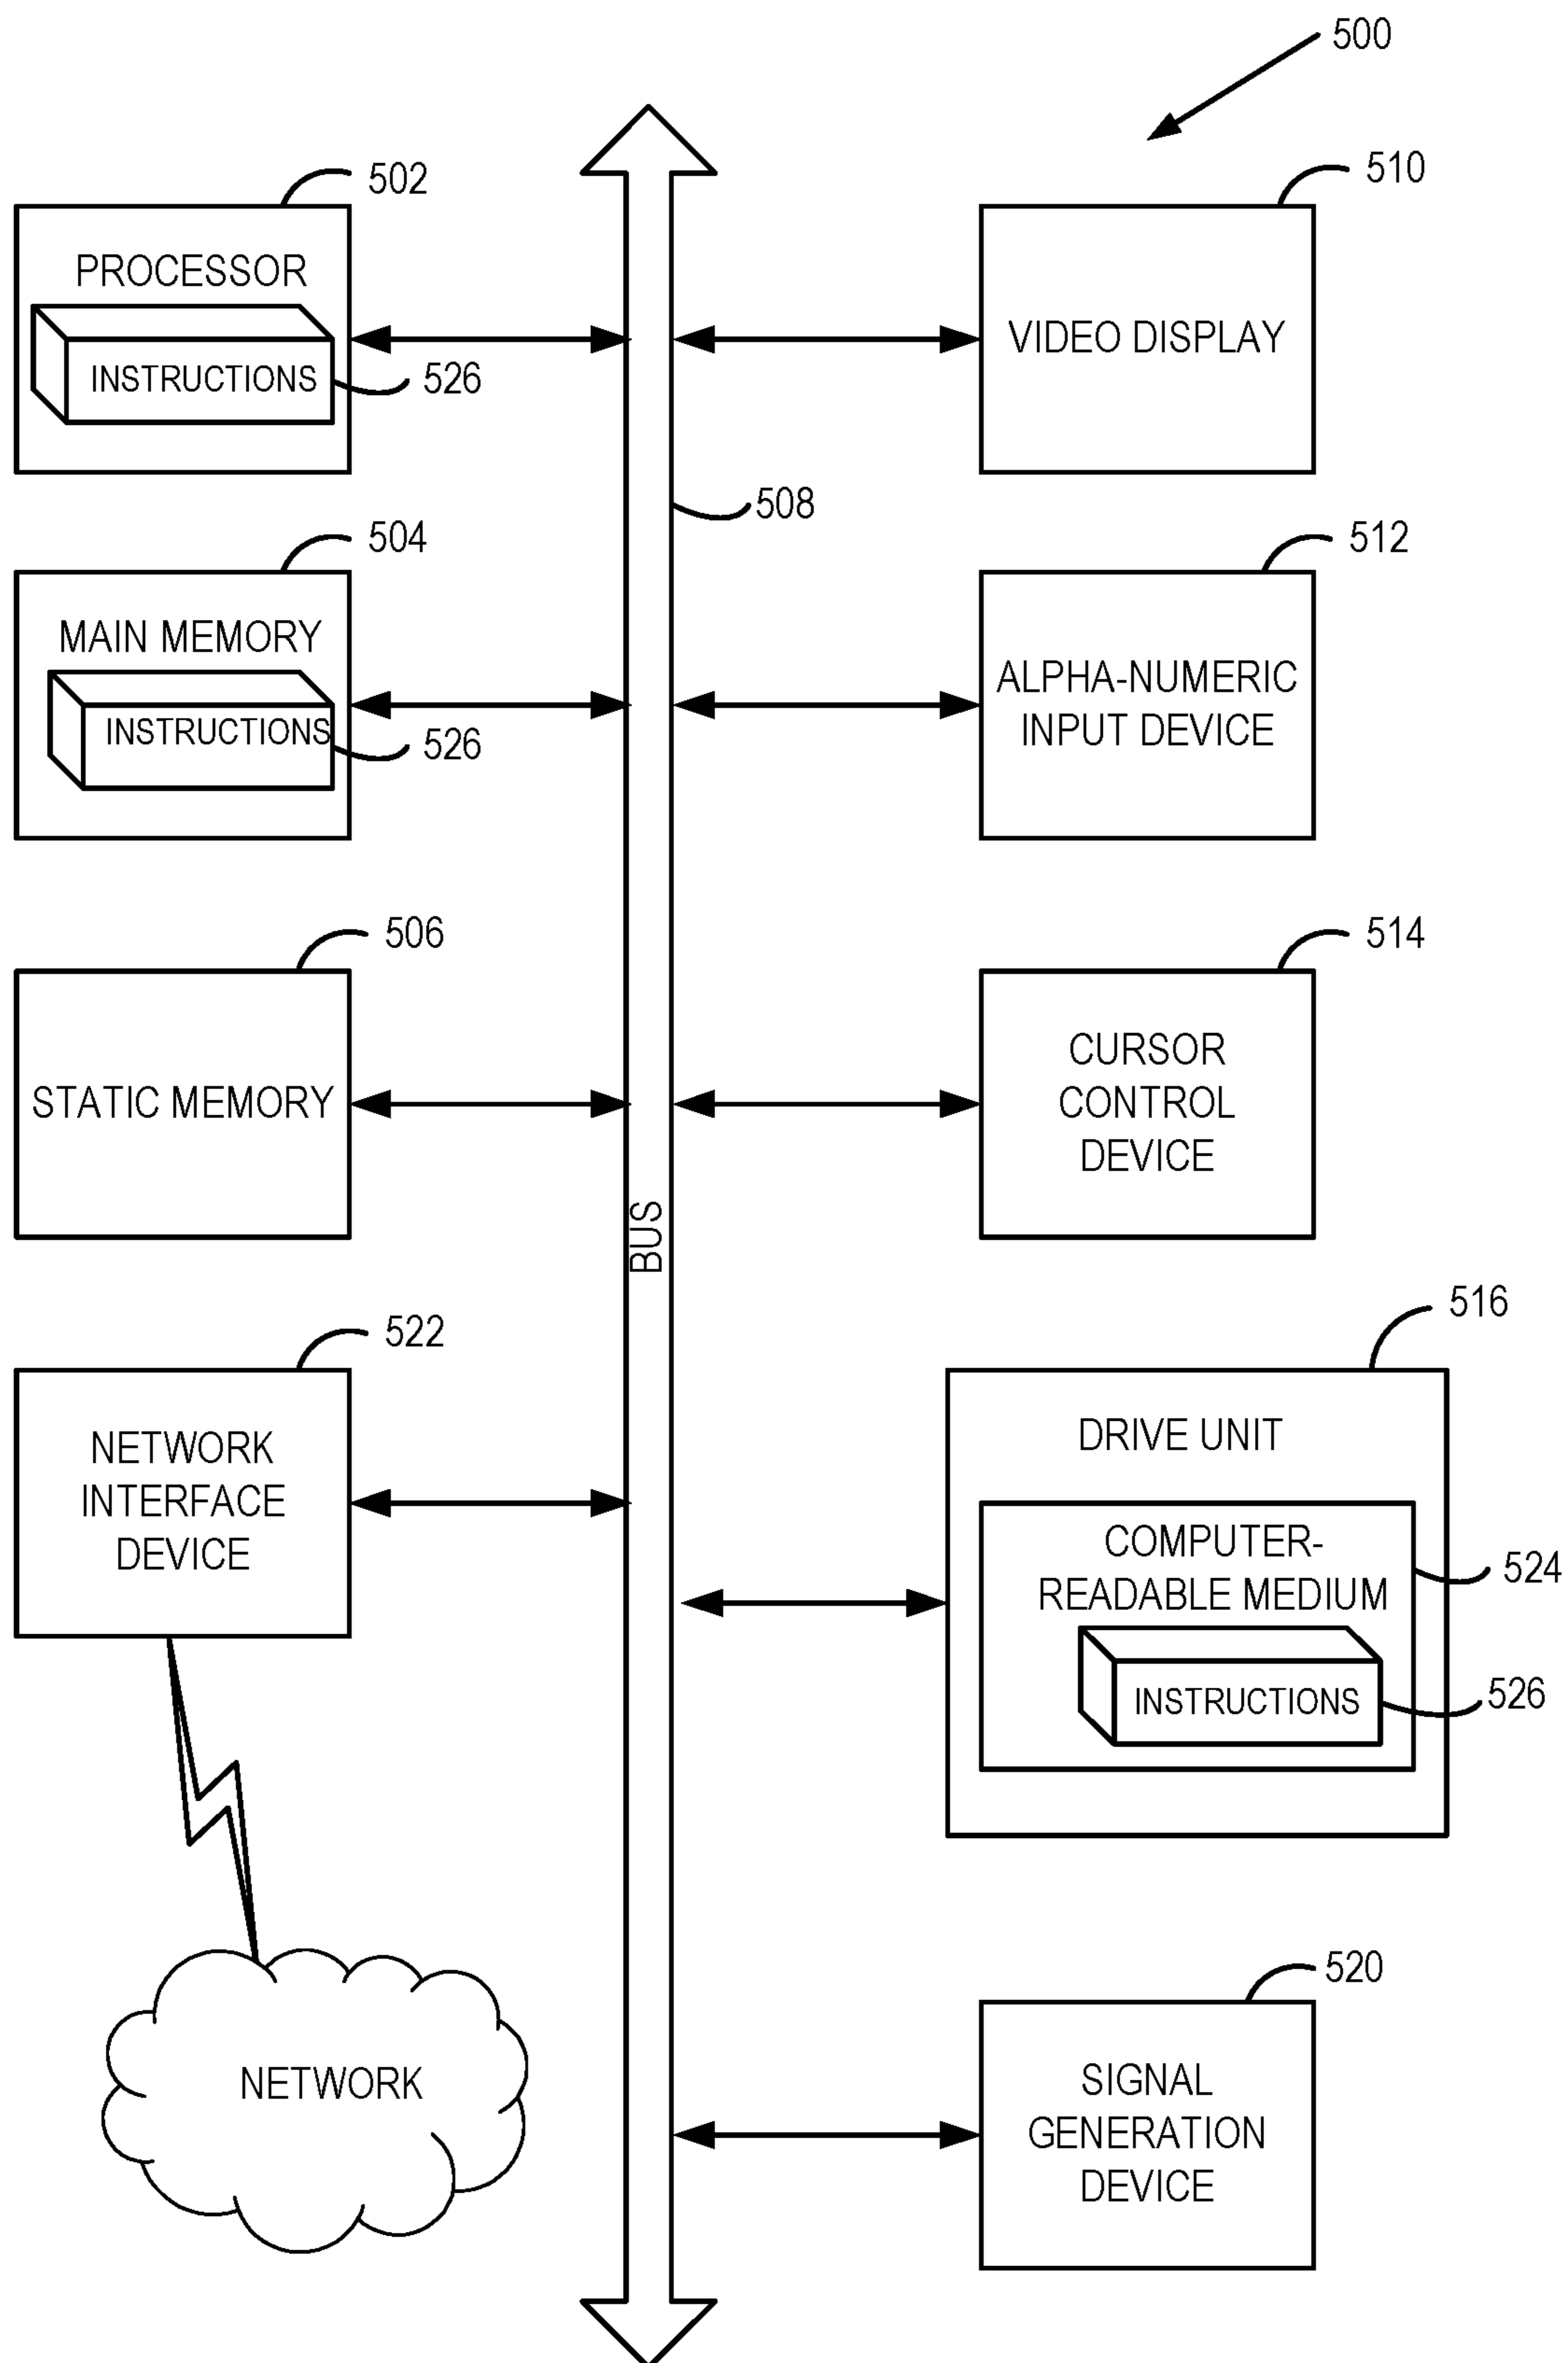 500
502
PROCESSOR
INSTRUCTIONS
526
510
VIDEO DISPLAY
508
504
MAIN MEMORY
INSTRUCTIONS
526
512
ALPHA-NUMERIC
INPUT DEVICE
506
STATIC MEMORY
514
CURSOR
CONTROL
DEVICE
BUS
522
NETWORK
INTERFACE
DEVICE
516
DRIVE UNIT
COMPUTER-
READABLE MEDIUM
524
INSTRUCTIONS
526
NETWORK
520
SIGNAL
GENERATION
DEVICE